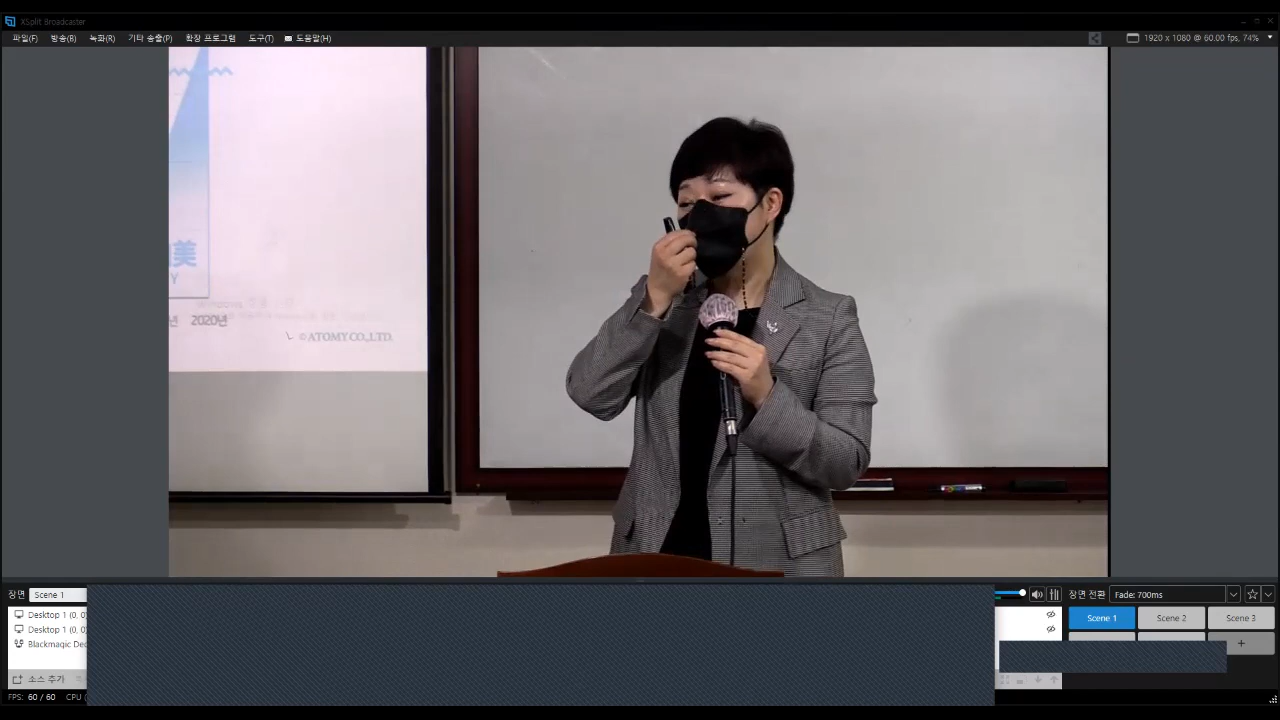 XSplit Broadcaster
파일(F) 방송(B) 녹화(R) 기타 송출(P) 확장 프로그램 도구(T) 도움말(H)
1920 x 1080 @ 60.00 fps, 74%
美
Y
년 2020년
© ATOMY CO., LTD.
장면 Scene 1
장면 전환 Fade: 700ms
Desktop 1 (0, 0)
Desktop 1 (0, 0)
Blackmagic De
Scene 1 Scene 2 Scene 3
+
소스 추가
FPS: 60 / 60 CPU (